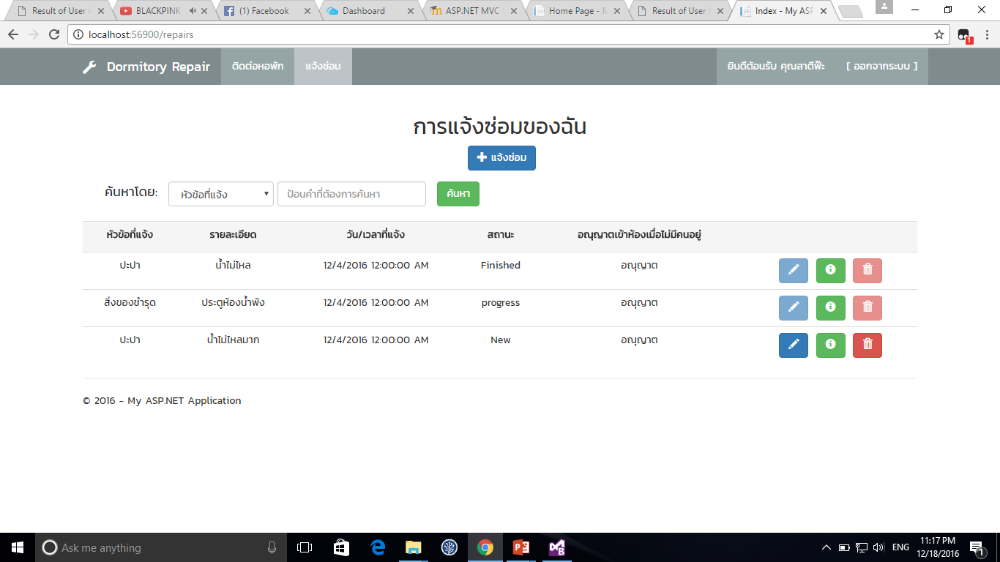 Result of User
BLACKPINK
(1) Facebook
Dashboard
ASP.NET MVC
Home Page - M
Result of User
Index - My ASP
localhost:56900/repairs
1
Dormitory Repair ติดต่อหอพัก แจ้งซ่อม ยินดีต้อนรับ คุณลาตีฟ๊ะ [ ออกจากระบบ ]
การแจ้งซ่อมของฉัน
แจ้งซ่อม
ค้นหาโดย: หัวข้อที่แจ้ง ป้อนคำที่ต้องการค้นหา ค้นหา
หัวข้อที่แจ้ง รายละเอียด วัน/เวลาที่แจ้ง สถานะ อณุญาตเข้าห้องเมื่อไม่มีคนอยู่
ปะปา น้ำไม่ไหล 12/4/2016 12:00:00 AM Finished อณุญาต
สิ่งของชำรุด ประตูห้องน้ำพัง 12/4/2016 12:00:00 AM progress อณุญาต
ปะปา น้ำไม่ไหลมาก 12/4/2016 12:00:00 AM New อณุญาต
© 2016 - My ASP.NET Application
Ask me anything
ENG
11:17 PM
12/18/2016
1